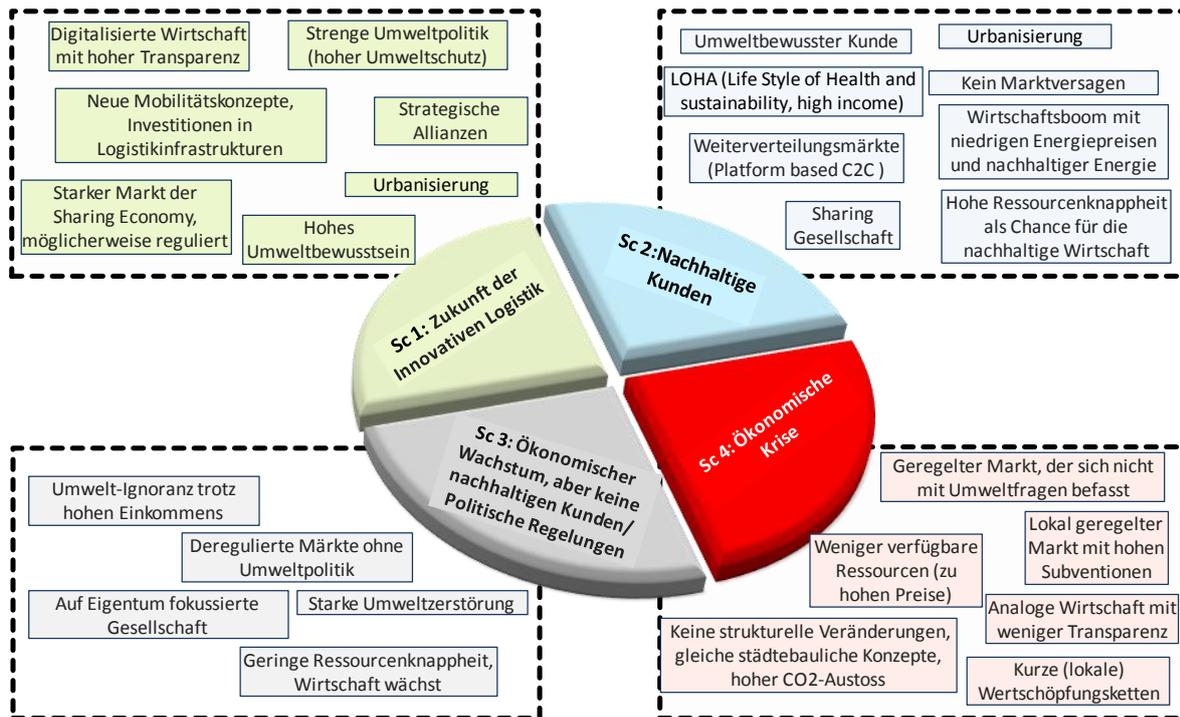 Digitalisierte Wirtschaft
mit hoher Transparenz
Strenge Umweltpolitik
(hoher Umweltschutz)
Neue Mobilitätskonzepte,
Investitionen in
Logistikinfrastrukturen
Strategische
Allianzen
Urbanisierung
Starker Markt der
Sharing Economy,
möglicherweise reguliert
Hohes
Umweltbewusstsein
Umweltbewusster Kunde
Urbanisierung
LOHA (Life Style of Health and
sustainability, high income)
Kein Marktversagen
Weiterverteilungsmärkte
(Platform based C2C )
Wirtschaftsboom mit
niedrigen Energiepreisen
und nachhaltiger Energie
Sharing
Gesellschaft
Hohe Ressourcenknappheit
als Chance für die
nachhaltige Wirtschaft
Sc 1: Zukunft der
Innovativen Logistik
Sc 2:Nachhaltige
Kunden
Sc 3: Ökonomischer
Wachstum, aber keine
nachhaltigen Kunden/
Politische Regelungen
Sc 4: Ökonomische
Krise
Umwelt-Ignoranz trotz
hohen Einkommens
Deregulierte Märkte ohne
Umweltpolitik
Auf Eigentum fokussierte
Gesellschaft
Starke Umweltzerstörung
Geringe Ressourcenknappheit,
Wirtschaft wächst
Geregelter Markt, der sich nicht
mit Umweltfragen befasst
Lokal geregelter
Markt mit hohen
Subventionen
Weniger verfügbare
Ressourcen (zu
hohen Preise)
Analoge Wirtschaft mit
weniger Transparenz
Keine strukturelle Veränderungen,
gleiche städtebauliche Konzepte,
hoher CO2-Austoss
Kurze (lokale)
Wertschöpfungsketten